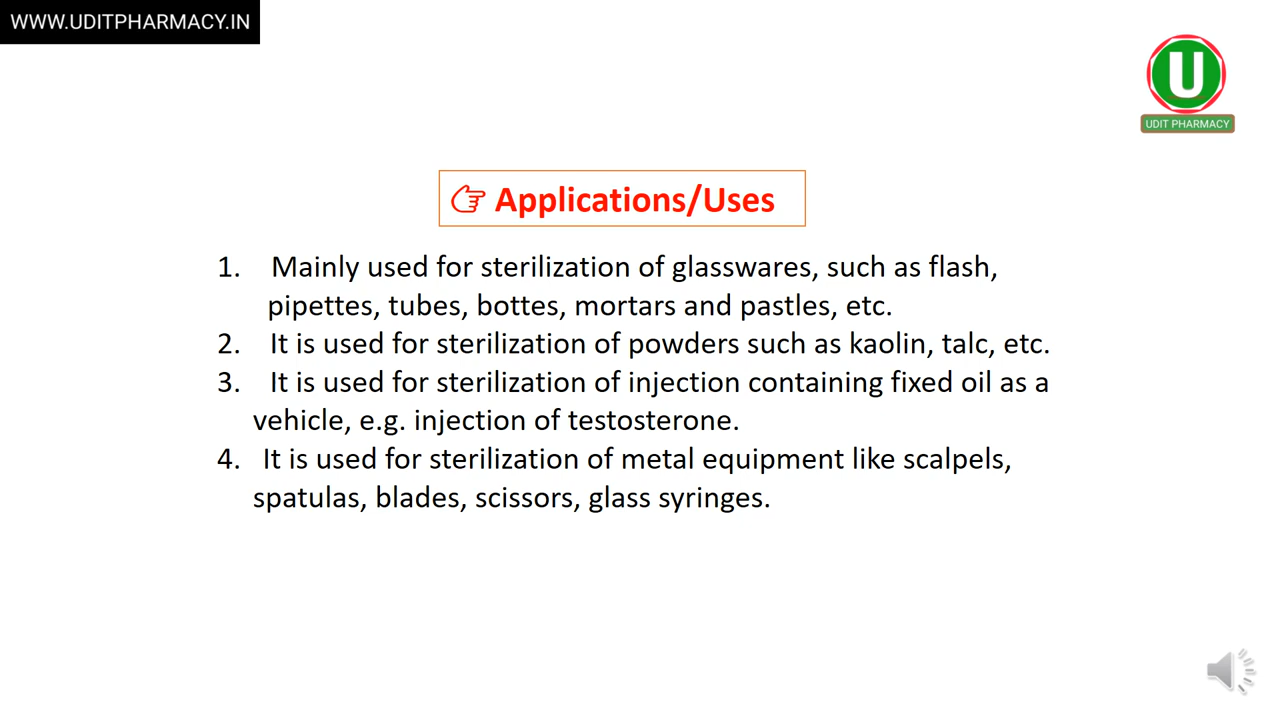 WWW.UDITPHARMACY.IN
U
UDIT PHARMACY
Applications/Uses
1. Mainly used for sterilization of glasswares, such as flash,
pipettes, tubes, bottes, mortars and pastles, etc.
2. It is used for sterilization of powders such as kaolin, talc, etc.
3. It is used for sterilization of injection containing fixed oil as a
vehicle, e.g. injection of testosterone.
4. It is used for sterilization of metal equipment like scalpels,
spatulas, blades, scissors, glass syringes.